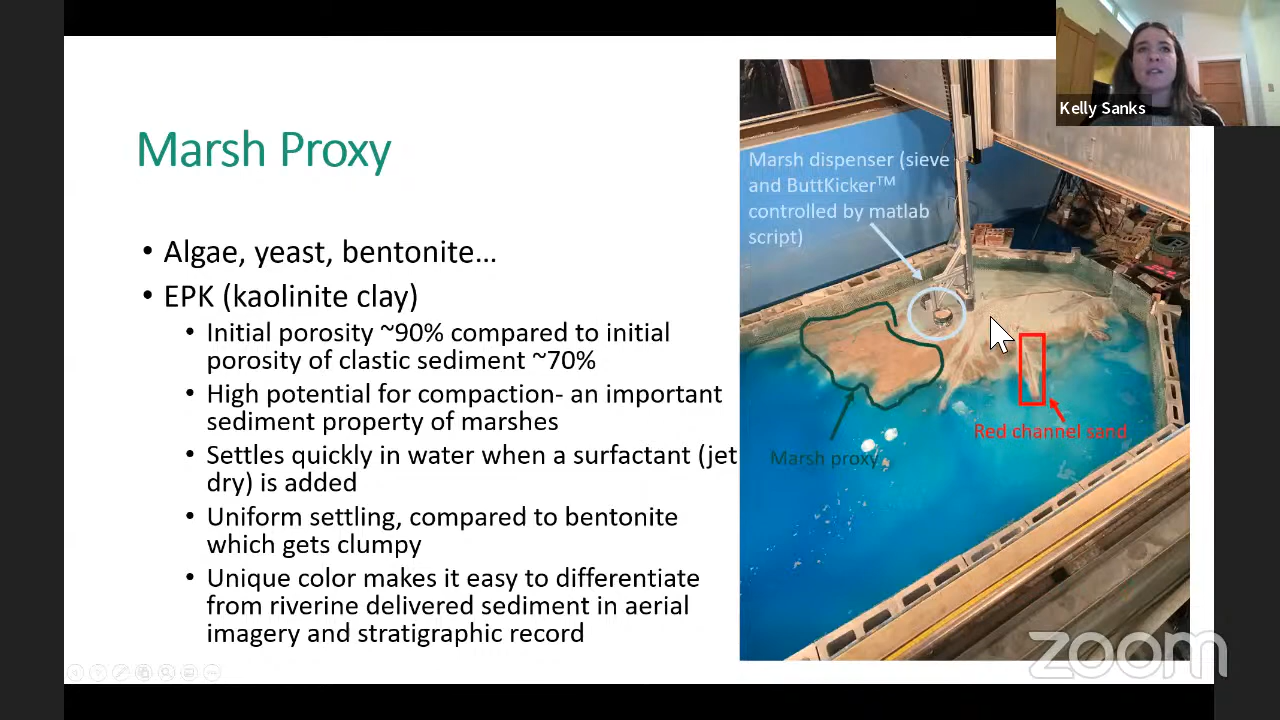 Kelly Sanks
Marsh Proxy
• Algae, yeast, bentonite…
• EPK (kaolinite clay)
• Initial porosity ~90% compared to initial
porosity of clastic sediment ~70%
• High potential for compaction- an important
sediment property of marshes
• Settles quickly in water when a surfactant (jet
dry) is added
• Uniform settling, compared to bentonite
which gets clumpy
• Unique color makes it easy to differentiate
from riverine delivered sediment in aerial
imagery and stratigraphic record
Marsh dispenser (sieve
and ButtKicker™
controlled by matlab
script)
Red channel sand
Marsh proxy
zoom